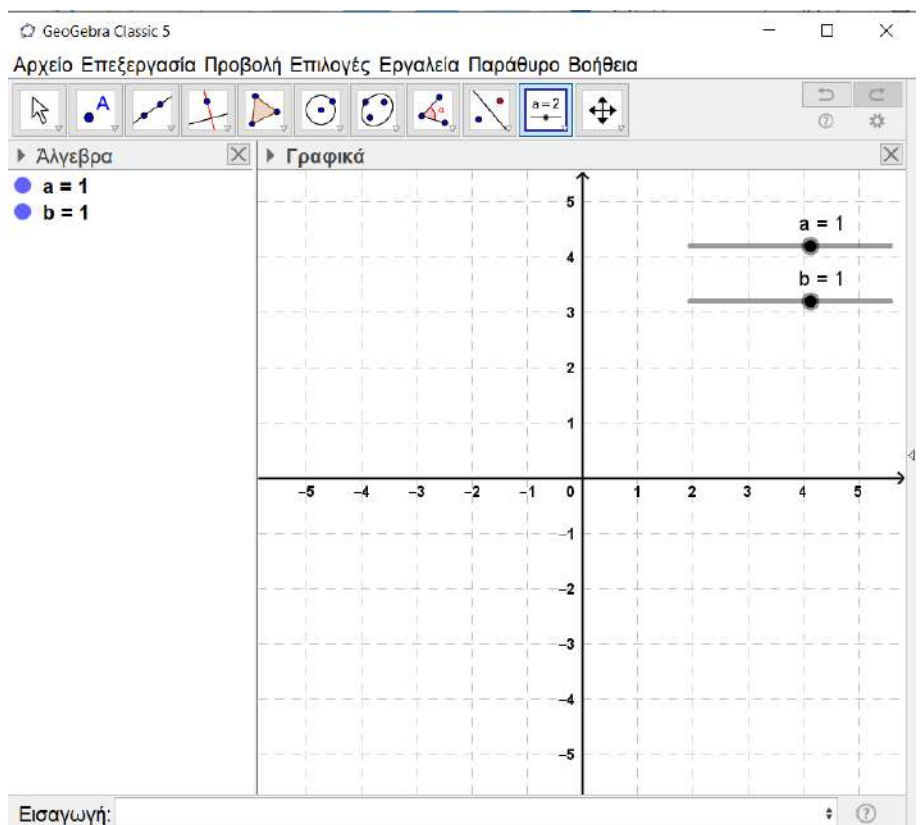 GeoGebra Classic 5
Αρχείο Επεξεργασία Προβολή Επιλογές Εργαλεία Παράθυρο Βοήθεια
A
α
a = 2
Άλγεβρα
Γραφικά
a = 1
b = 1
a = 1
b = 1
5
4
3
2
1
-5 -4 -3 -2 -1 0 1 2 3 4 5
-1
-2
-3
-4
-5
Εισαγωγή: